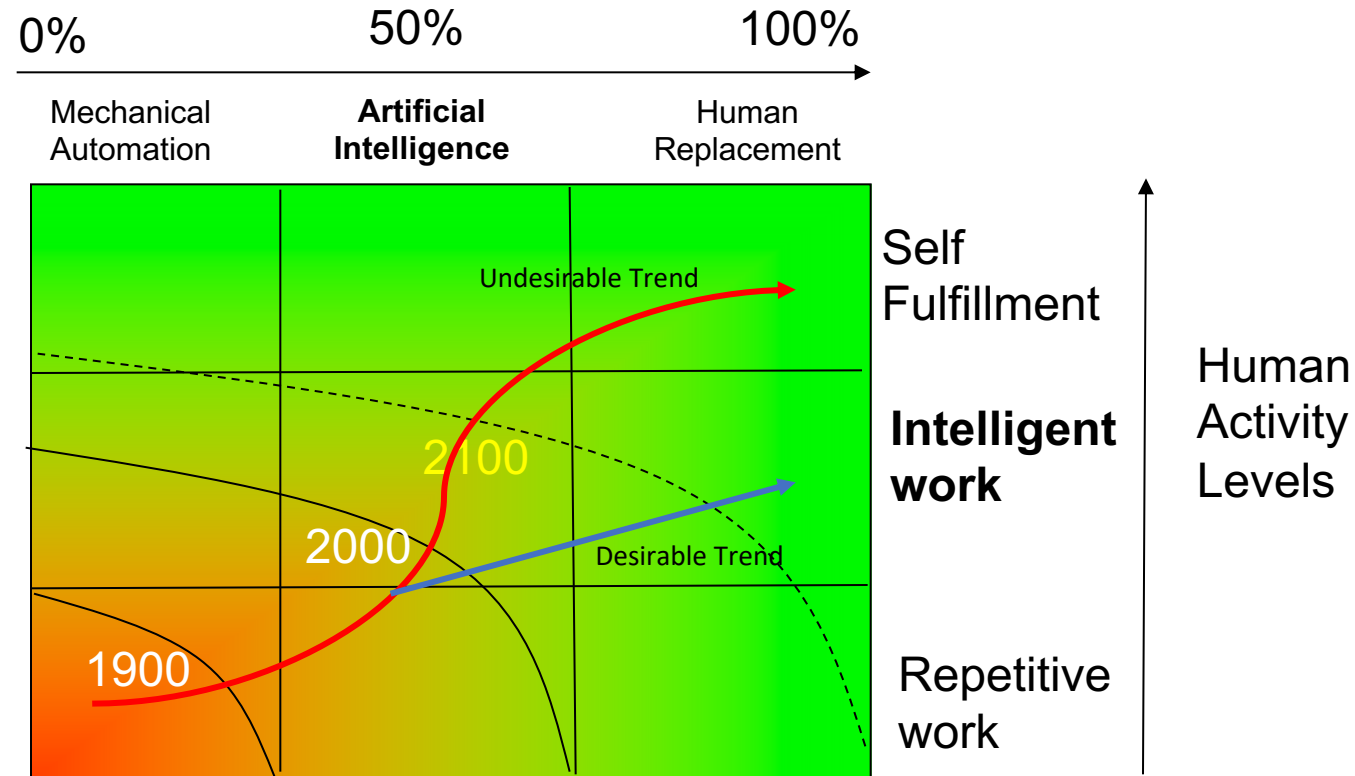 0% 50% 100%
Mechanical
Automation
Artificial
Intelligence
Human
Replacement
Self
Fulfillment
Undesirable Trend
Human
Activity
Levels
Intelligent
work
2100
2000
Desirable Trend
1900
Repetitive
work